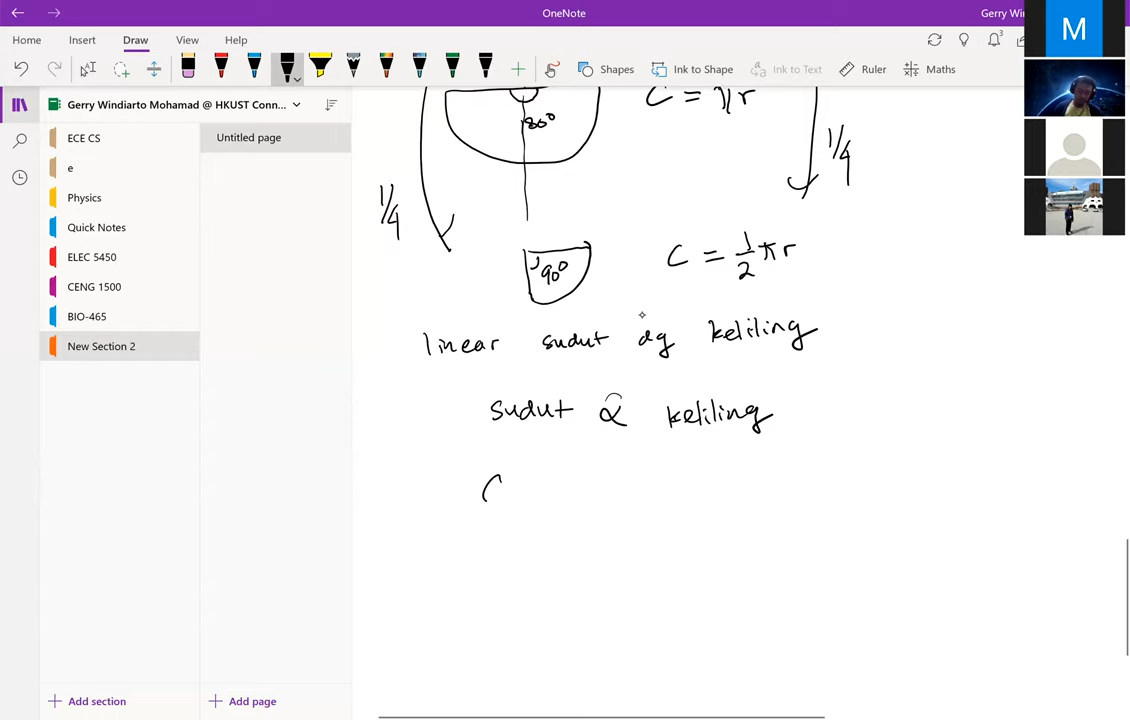 OneNote
Gerry Win
M
Home Insert Draw View Help
3
Shapes Ink to Shape Ink to Text Ruler Maths
Gerry Windiarto Mohamad @ HKUST Conn...
ECE CS
e
Physics
Quick Notes
ELEC 5450
CENG 1500
BIO-465
New Section 2
Untitled page
C = πr
180°
1/4
1/4
90°
C = 1/2 πr
linear sudut dg keliling
sudut α keliling
C
Add section
Add page